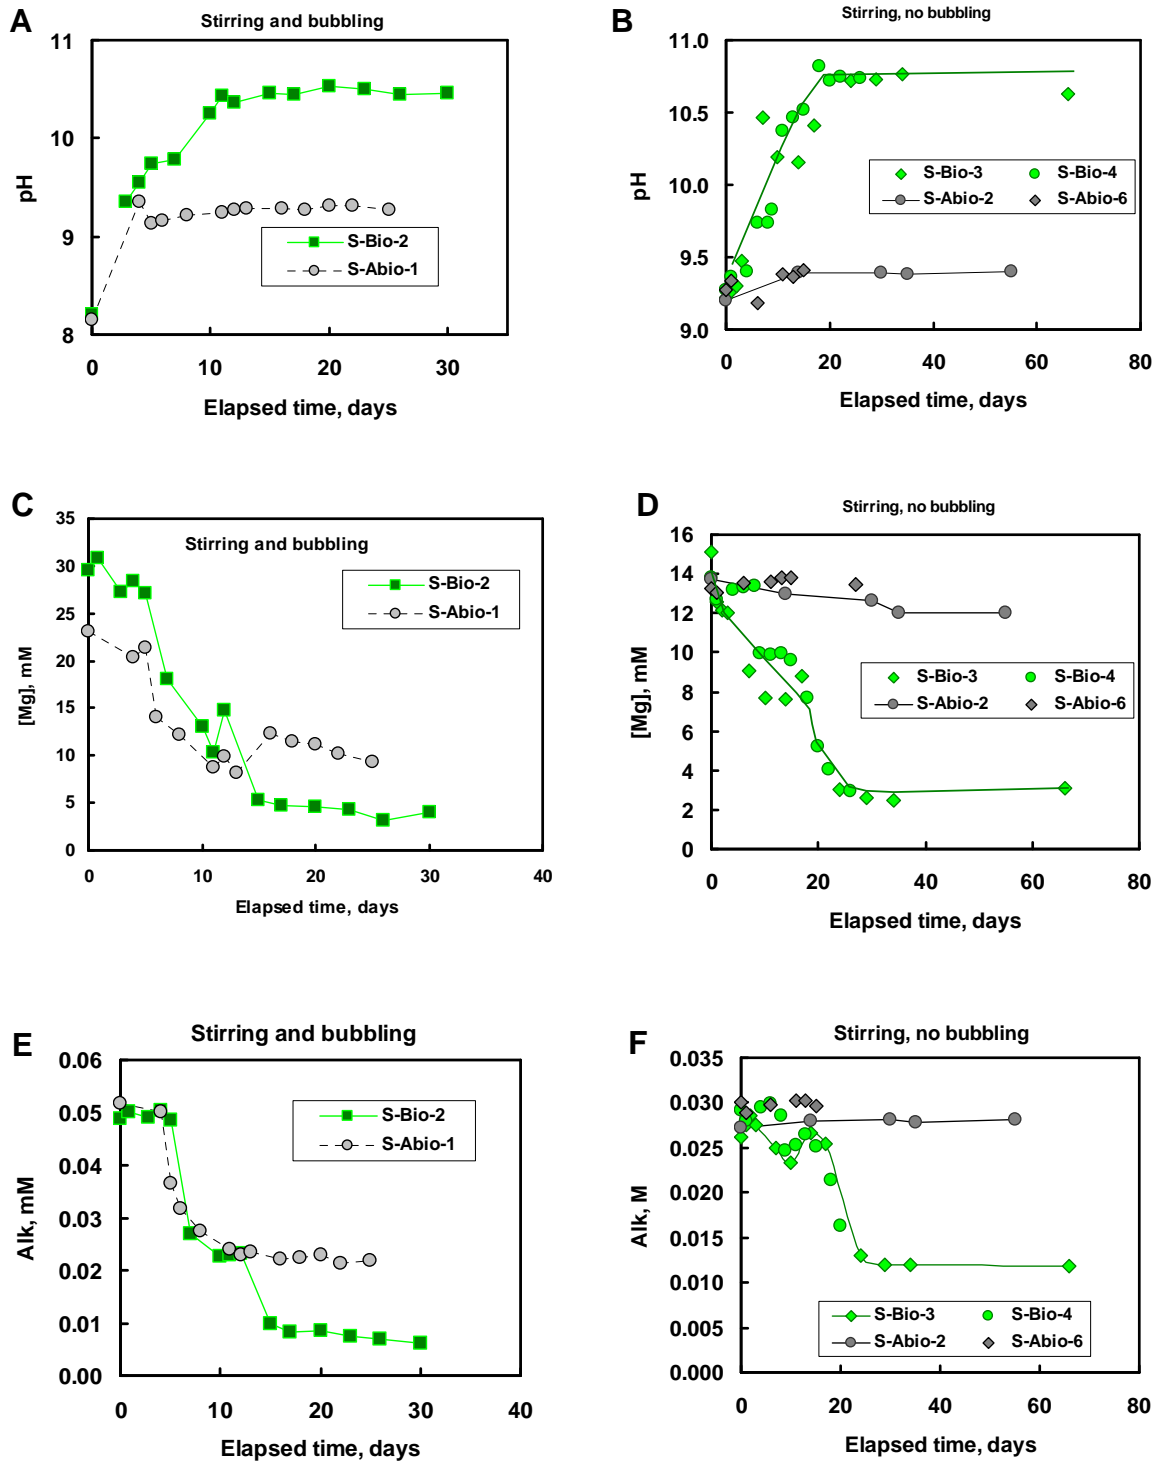 A
Stirring and bubbling
11
10
9
8
pH
S-Bio-2
S-Abio-1
0 10 20 30
Elapsed time, days
B
Stirring, no bubbling
11.0
10.5
10.0
9.5
9.0
pH
S-Bio-3 S-Bio-4
S-Abio-2 S-Abio-6
0 20 40 60 80
Elapsed time, days
C
Stirring and bubbling
35
30
25
20
15
10
5
0
[Mg], mM
S-Bio-2
S-Abio-1
0 10 20 30 40
Elapsed time, days
D
Stirring, no bubbling
16
14
12
10
8
6
4
2
0
[Mg], mM
S-Bio-3 S-Bio-4
S-Abio-2 S-Abio-6
0 20 40 60 80
Elapsed time, days
E
Stirring and bubbling
0.06
0.05
0.04
0.03
0.02
0.01
0.00
Alk, mM
S-Bio-2
S-Abio-1
0 10 20 30 40
Elapsed time, days
F
Stirring, no bubbling
0.035
0.030
0.025
0.020
0.015
0.010
0.005
0.000
Alk, M
S-Bio-3 S-Bio-4
S-Abio-2 S-Abio-6
0 20 40 60 80
Elapsed time, days